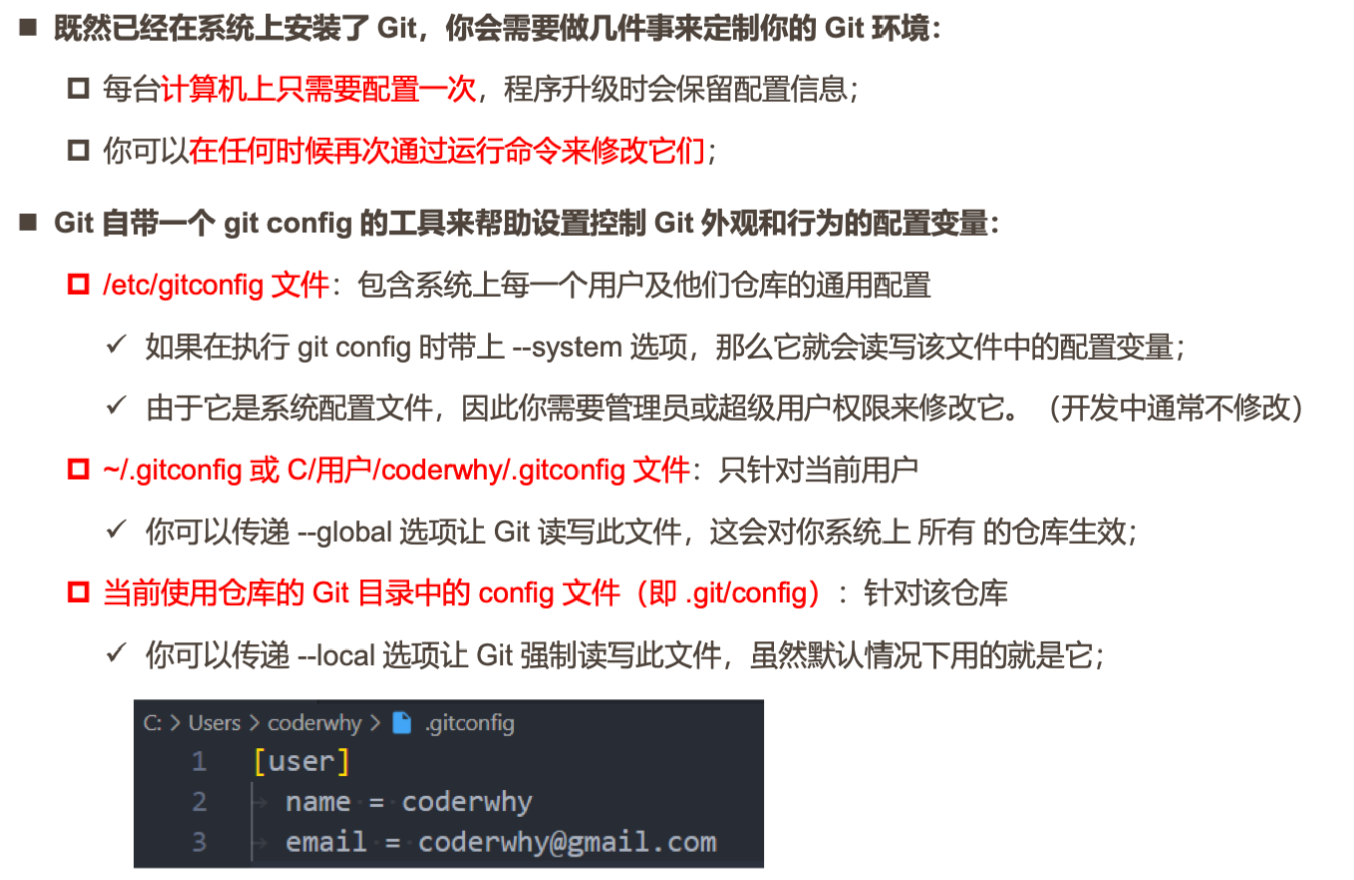 ■ 既然已经在系统上安装了 Git，你会需要做几件事来定制你的 Git 环境：
每台计算机上只需要配置一次，程序升级时会保留配置信息；
你可以在任何时候再次通过运行命令来修改它们；
■ Git 自带一个 git config 的工具来帮助设置控制 Git 外观和行为的配置变量：
/etc/gitconfig 文件：包含系统上每一个用户及他们仓库的通用配置
✓ 如果在执行 git config 时带上 --system 选项，那么它就会读写该文件中的配置变量；
✓ 由于它是系统配置文件，因此你需要管理员或超级用户权限来修改它。（开发中通常不修改）
~/.gitconfig 或 C/用户/coderwhy/.gitconfig 文件：只针对当前用户
✓ 你可以传递 --global 选项让 Git 读写此文件，这会对你系统上 所有 的仓库生效；
当前使用仓库的 Git 目录中的 config 文件（即 .git/config）：针对该仓库
✓ 你可以传递 --local 选项让 Git 强制读写此文件，虽然默认情况下用的就是它；
C: > Users > coderwhy > .gitconfig
1 [user]
2 name = coderwhy
3 email = coderwhy@gmail.com